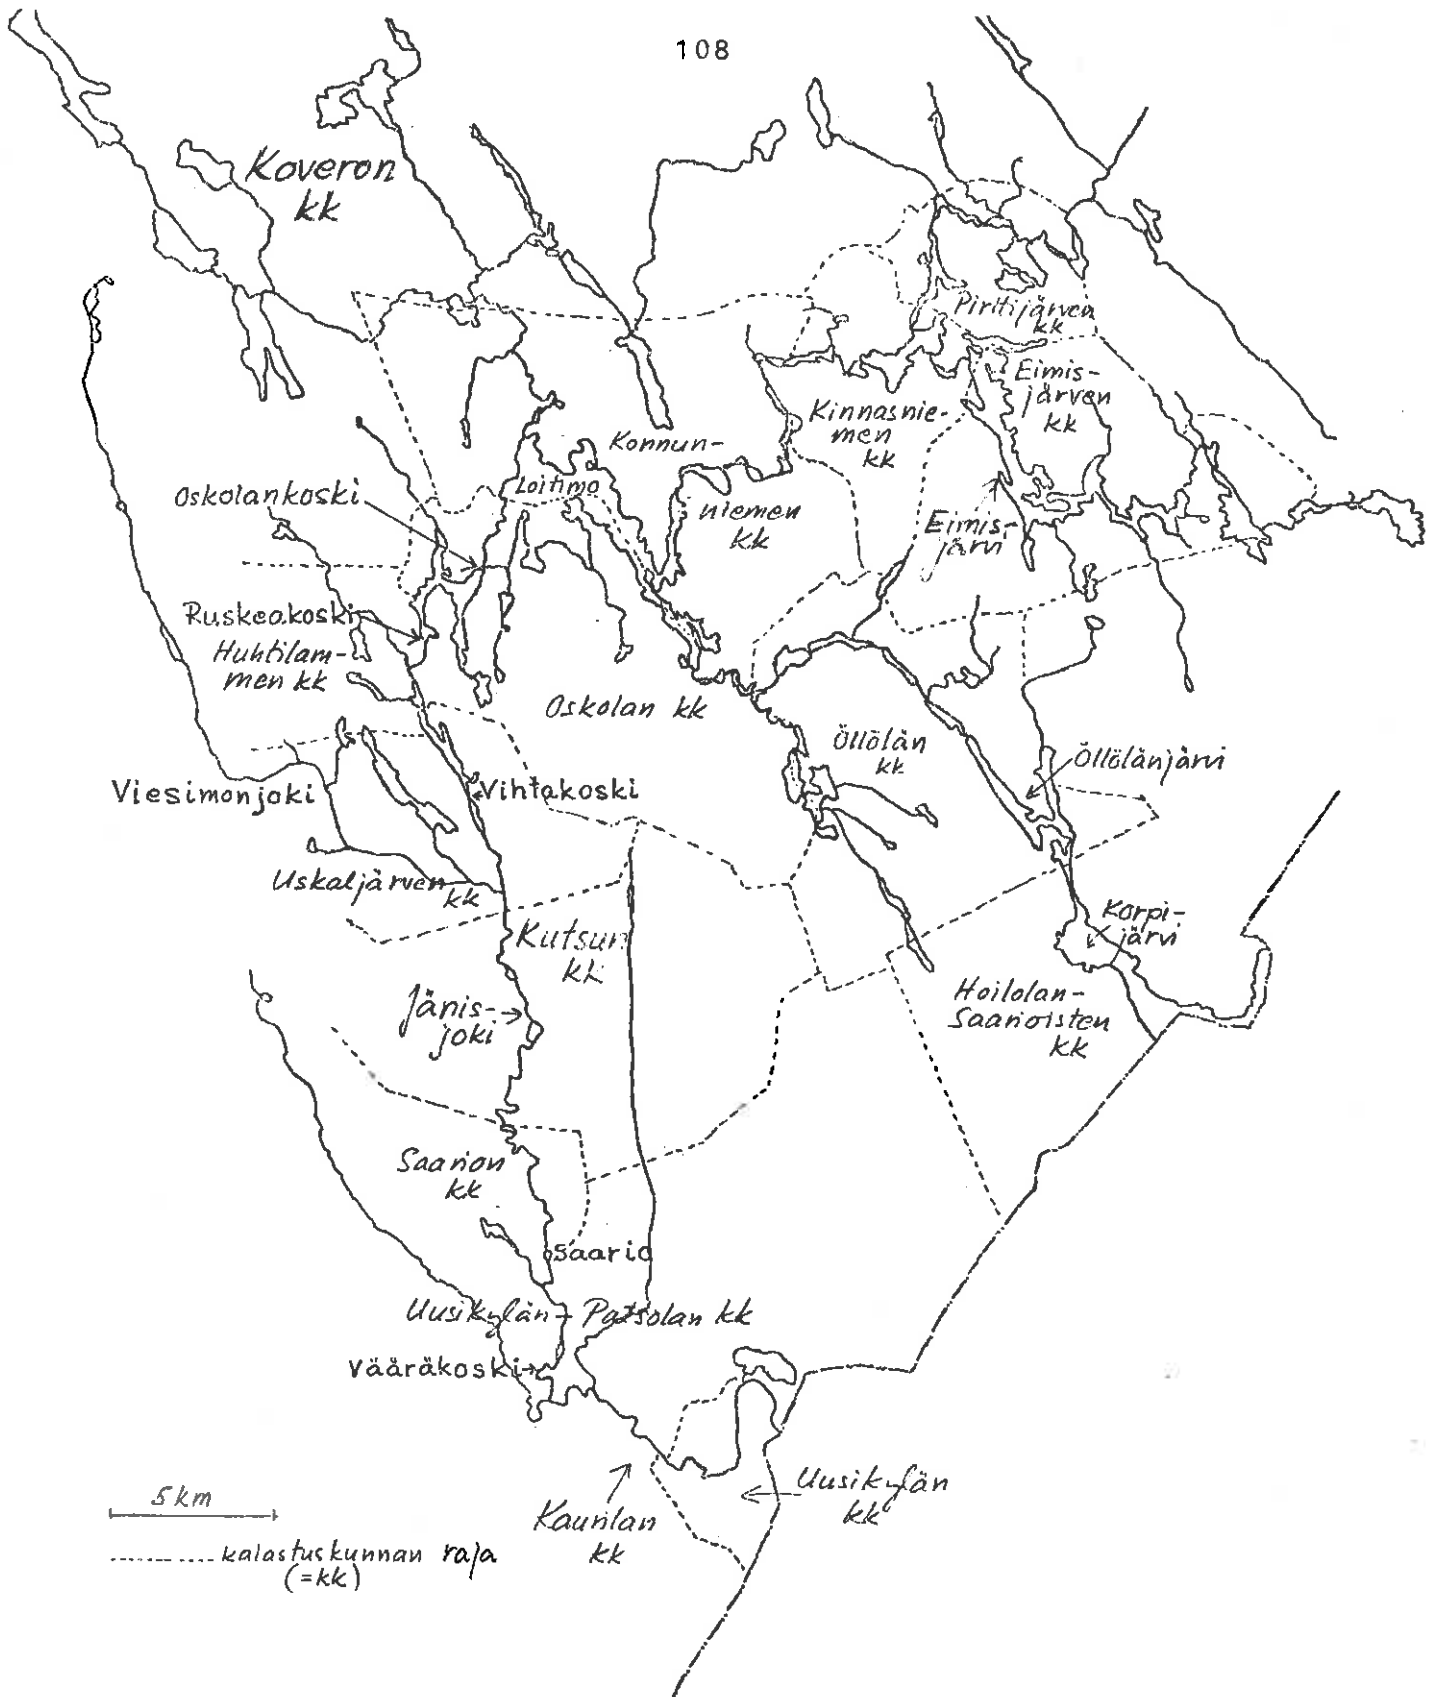 108
Koveron
kk
Piritijärven
kk
Eimis-
järven
kk
Kinnasnie-
men
kk
Konnun-
niemen
kk
Loitimo
Oskolankoski
Eimis-
järvi
Ruskeakoski
Huhtilam-
men kk
Oskolan kk
Öllölän
kk
Öllölänjärvi
Viesimonjoki
Vihtakoski
Uskaljärven
kk
Kutsun
kk
Korpi-
järvi
Jänis-
joki
Hoilolan-
Saarioisten
kk
Saarion
kk
Saario
Uusikylän-Patsolan kk
Vääräkoski
Uusikylän
kk
Kaurilan
kk
5 km
kalastuskunnan raja
(=kk)